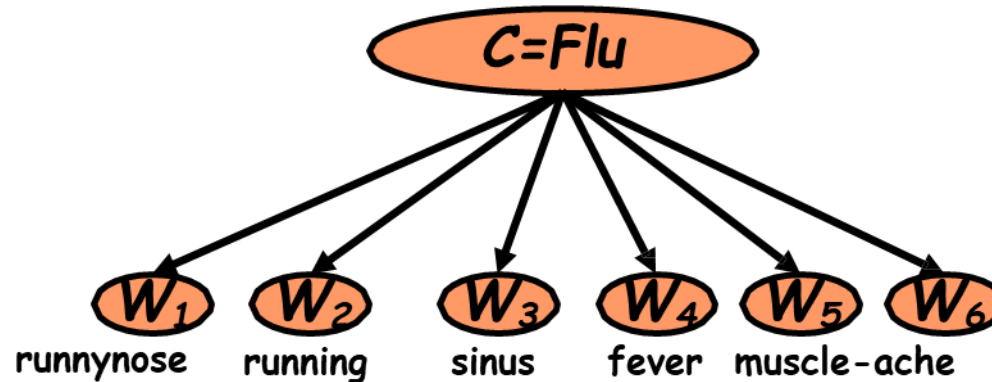 C=Flu
W₁ W₂ W₃ W₄ W₅ W₆
runnynose running sinus fever muscle-ache